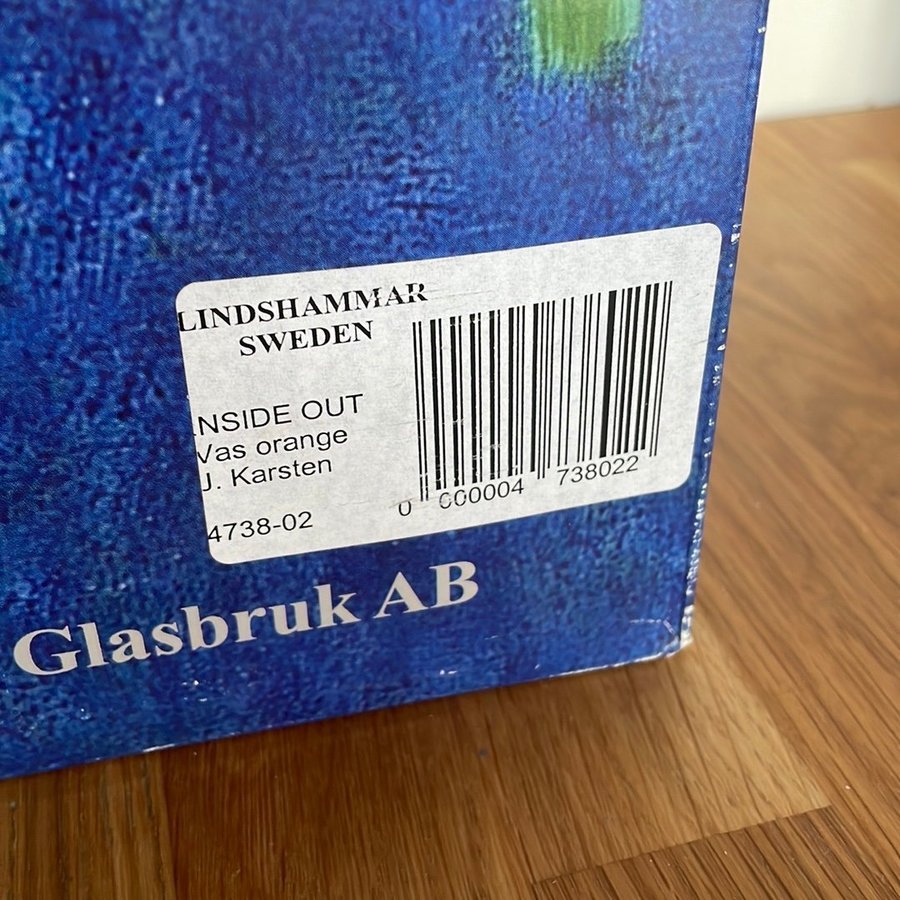 LINDSHAMMAR
SWEDEN
NSIDE OUT
Vas orange
J. Karsten
4738-02
0 000004 738022
Glasbruk AB